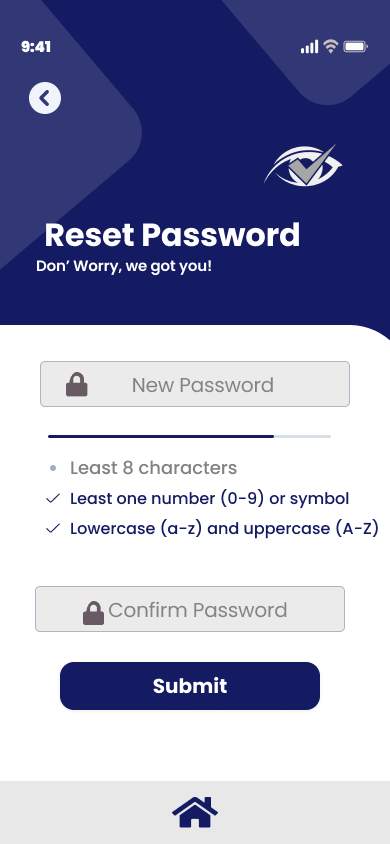 9:41
Reset Password
Don’ Worry, we got you!
New Password
Least 8 characters
Least one number (0-9) or symbol
Lowercase (a-z) and uppercase (A-Z)
Confirm Password
Submit